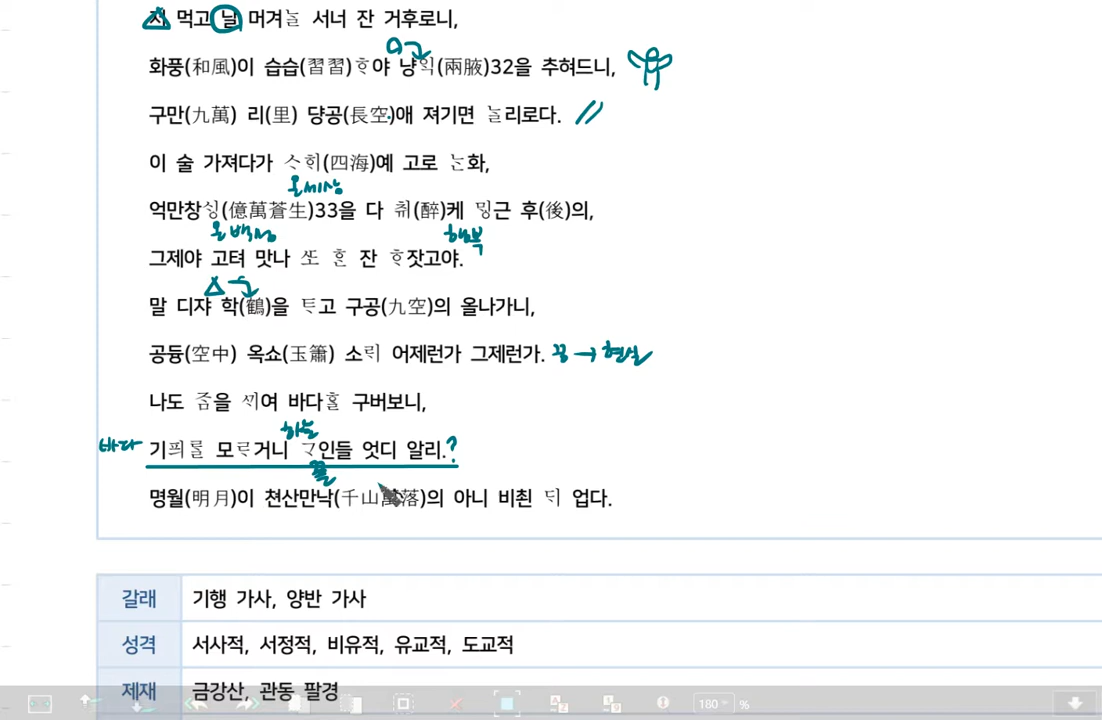 저 먹고 날 머겨ᄂᆞᆯ 서너 잔 거후로니,
화풍(和風)이 습습(習習)ᄒᆞ야 냥ᄋᆡᆨ(兩腋)32을 추혀드니,
구만(九萬) 리(里) 댱공(長空)애 져기면 ᄂᆞᆯ리로다.
이 술 가져다가 ᄉᆞᄒᆡ(四海)예 고로 ᄂᆞᆫ화,
온세상
억만창ᄉᆡᆼ(億萬蒼生)33을 다 취(醉)케 ᄆᆡᆼ근 후(後)의,
온 백성 행복
그제야 고텨 맛나 ᄯᅩ ᄒᆞᆫ 잔 ᄒᆞ잣고야.
말 디쟈 학(鶴)을 ᄐᆞ고 구공(九空)의 올나가니,
공듕(空中) 옥쇼(玉簫) 소ᄅᆡ 어제런가 그제런가. 꿈 → 현실
나도 ᄌᆞᆷ을 ᄭᆡ여 바다ᄒᆞᆯ 구버보니,
하늘
바다 기픠ᄅᆞᆯ 모ᄅᆞ거니 ᄀᆞ인들 엇디 알리.?
끝
명월(明月)이 쳔산만낙(千山萬落)의 아니 비쵠 ᄃᆡ 업다.
갈래 기행 가사, 양반 가사
성격 서사적, 서정적, 비유적, 유교적, 도교적
제재 금강산, 관동 팔경
180 %